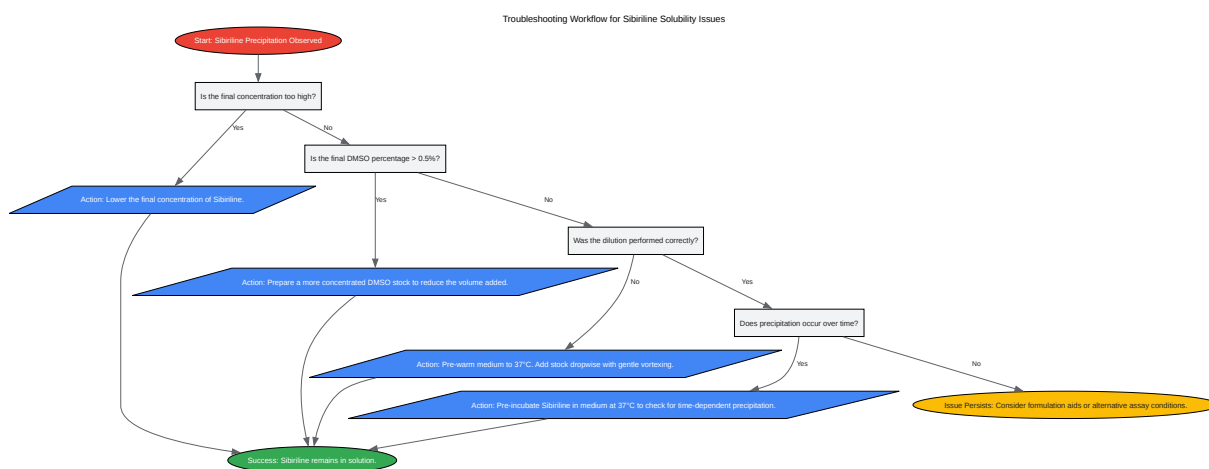 Troubleshooting Workflow for Sibiriline Solubility Issues
Start: Sibiriline Precipitation Observed
Is the final concentration too high?
Yes
No
Is the final DMSO percentage > 0.5%?
Action: Lower the final concentration of Sibiriline.
Yes
No
Was the dilution performed correctly?
Action: Prepare a more concentrated DMSO stock to reduce the volume added.
No
Yes
Does precipitation occur over time?
Action: Pre-warm medium to 37°C. Add stock dropwise with gentle vortexing.
Yes
No
Action: Pre-incubate Sibiriline in medium at 37°C to check for time-dependent precipitation.
Issue Persists: Consider formulation aids or alternative assay conditions.
Success: Sibiriline remains in solution.